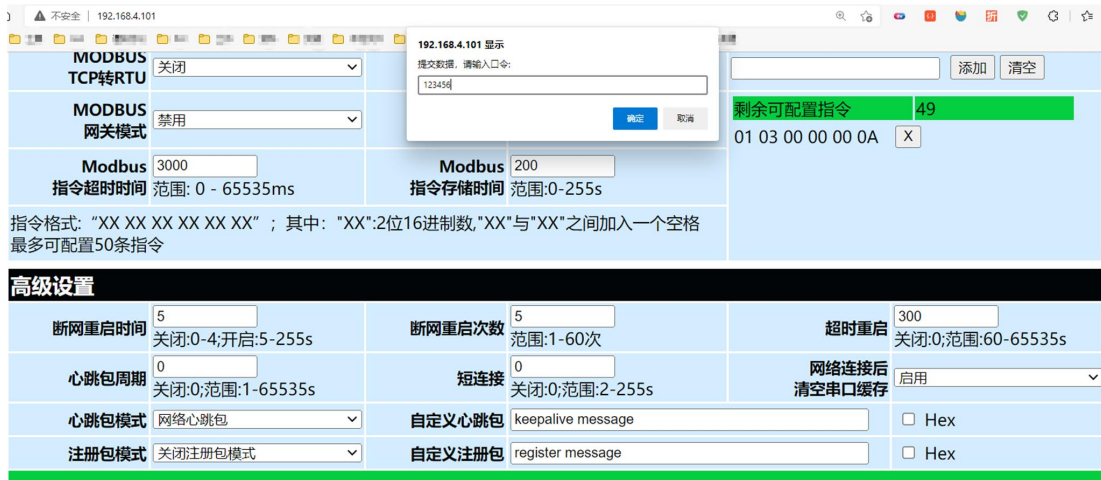 不安全 | 192.168.4.101
192.168.4.101 显示
提交数据，请输入口令:
123456
确定 取消
MODBUS
TCP转RTU
关闭
添加 清空
MODBUS
网关模式
禁用
剩余可配置指令 49
01 03 00 00 00 0A X
Modbus
指令超时时间
3000
范围: 0 - 65535ms
Modbus
指令存储时间
200
范围:0-255s
指令格式:“XX XX XX XX XX XX”；其中："XX":2位16进制数,"XX"与"XX"之间加入一个空格
最多可配置50条指令
高级设置
断网重启时间
5
关闭:0-4;开启:5-255s
断网重启次数
5
范围:1-60次
超时重启
300
关闭:0;范围:60-65535s
心跳包周期
0
关闭:0;范围:1-65535s
短连接
0
关闭:0;范围:2-255s
网络连接后
清空串口缓存
启用
心跳包模式 网络心跳包 自定义心跳包 keepalive message Hex
注册包模式 关闭注册包模式 自定义注册包 register message Hex